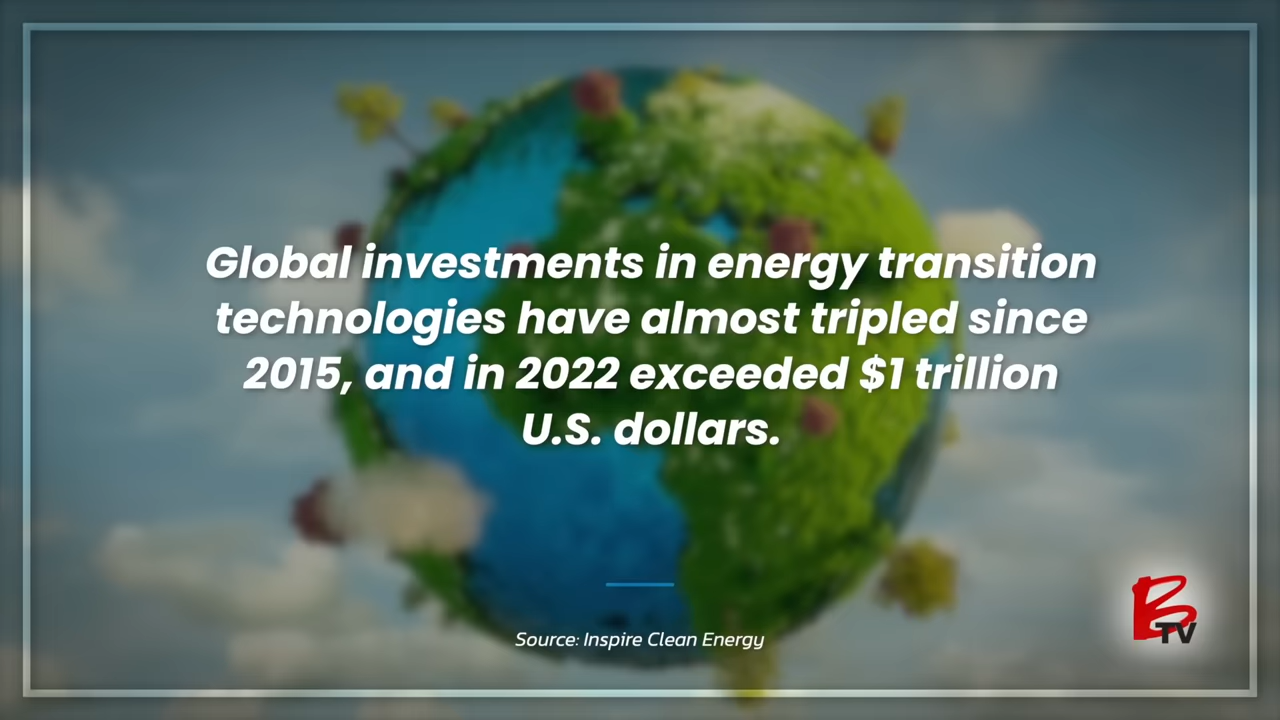 Global investments in energy transition
technologies have almost tripled since
2015, and in 2022 exceeded $1 trillion
U.S. dollars.
Source: Inspire Clean Energy
B
TV